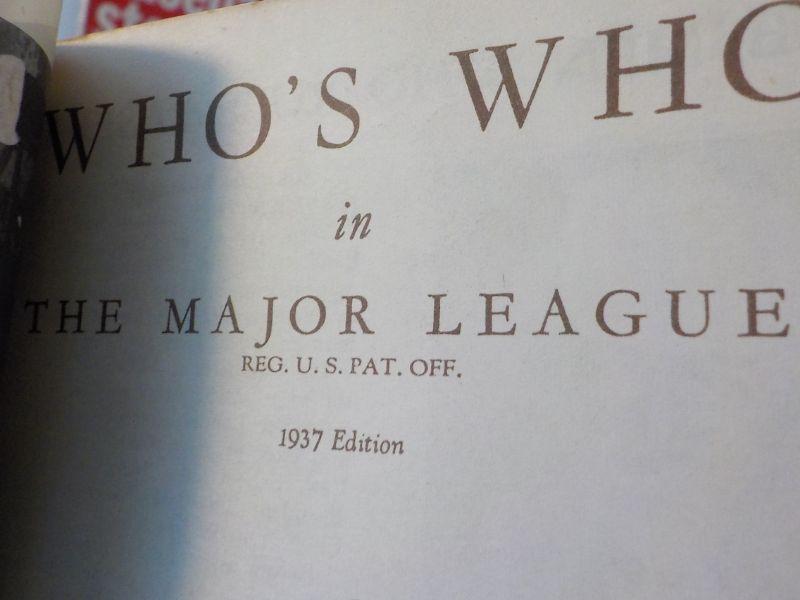 WHO'S WHO
in
THE MAJOR LEAGUE
REG. U. S. PAT. OFF.
1937 Edition